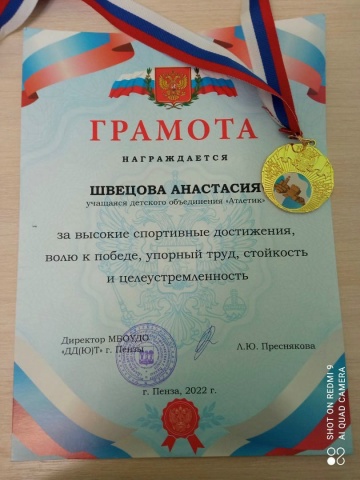 ГРАМОТА
НАГРАЖДАЕТСЯ
ШВЕЦОВА АНАСТАСИЯ
учащаяся детского объединения «Атлетик»
за высокие спортивные достижения,
волю к победе, упорный труд, стойкость
и целеустремленность
Директор МБОУДО
«ДД(Ю)Т» г. Пензы
Л.Ю. Преснякова
г. Пенза, 2022 г.
SHOT ON REDMI 9
AI QUAD CAMERA